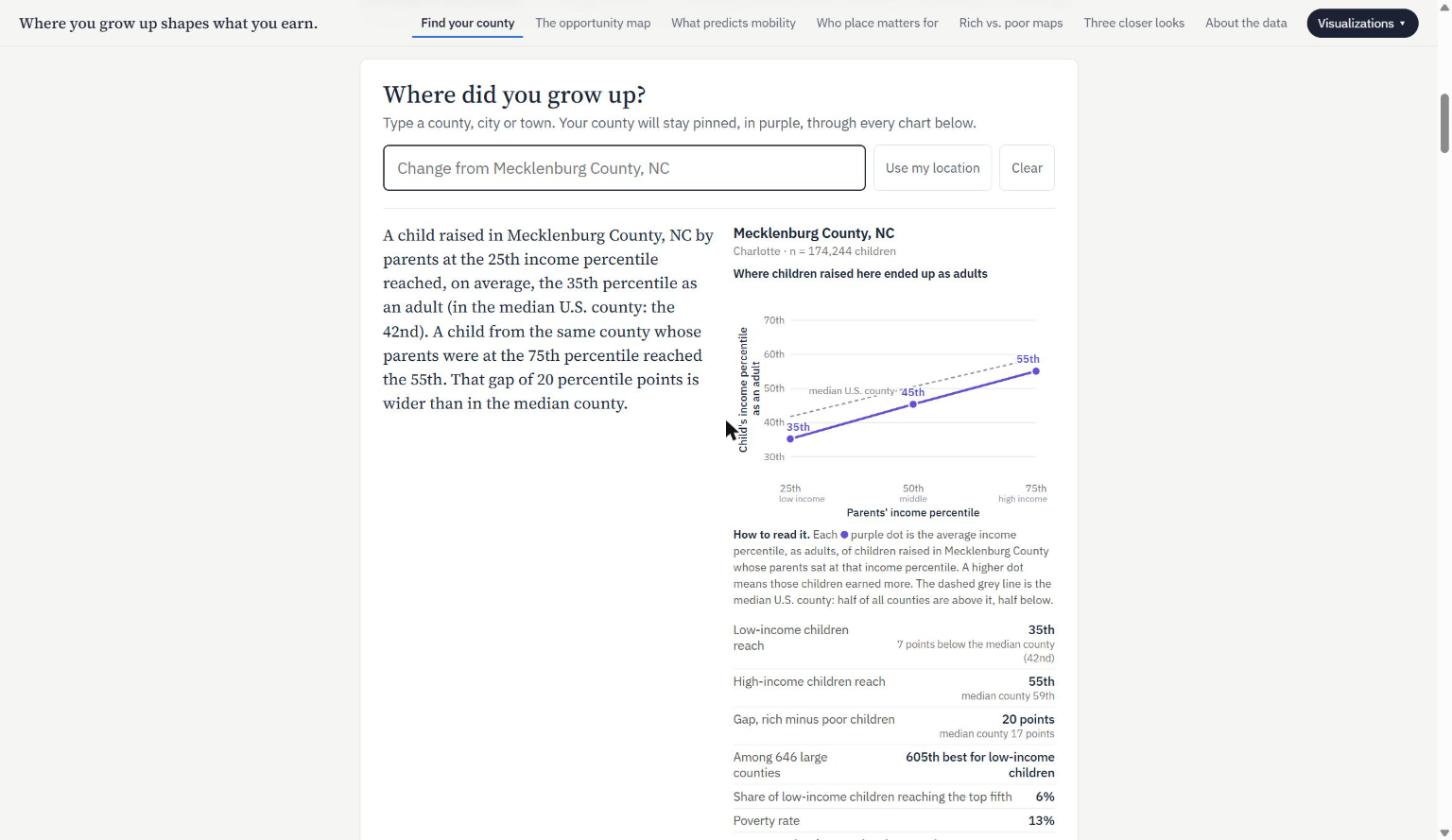 Where you grow up shapes what you earn.
Find your county
The opportunity map
What predicts mobility
Who place matters for
Rich vs. poor maps
Three closer looks
About the data
Visualizations ▾
Where did you grow up?
Type a county, city or town. Your county will stay pinned, in purple, through every chart below.
Change from Mecklenburg County, NC
Use my location
Clear
A child raised in Mecklenburg County, NC by
parents at the 25th income percentile
reached, on average, the 35th percentile as
an adult (in the median U.S. county: the
42nd). A child from the same county whose
parents were at the 75th percentile reached
the 55th. That gap of 20 percentile points is
wider than in the median county.
Mecklenburg County, NC
Charlotte · n = 174,244 children
Where children raised here ended up as adults
Child's income percentile
as an adult
70th
60th
50th
40th
30th
median U.S. county
35th
45th
55th
25th
low income
50th
middle
75th
high income
Parents' income percentile
How to read it. Each purple dot is the average income
percentile, as adults, of children raised in Mecklenburg County
whose parents sat at that income percentile. A higher dot
means those children earned more. The dashed grey line is the
median U.S. county: half of all counties are above it, half below.
Low-income children
reach
35th
7 points below the median county
(42nd)
High-income children reach
55th
median county 59th
Gap, rich minus poor children
20 points
median county 17 points
Among 646 large
counties
605th best for low-income
children
Share of low-income children reaching the top fifth
6%
Poverty rate
13%